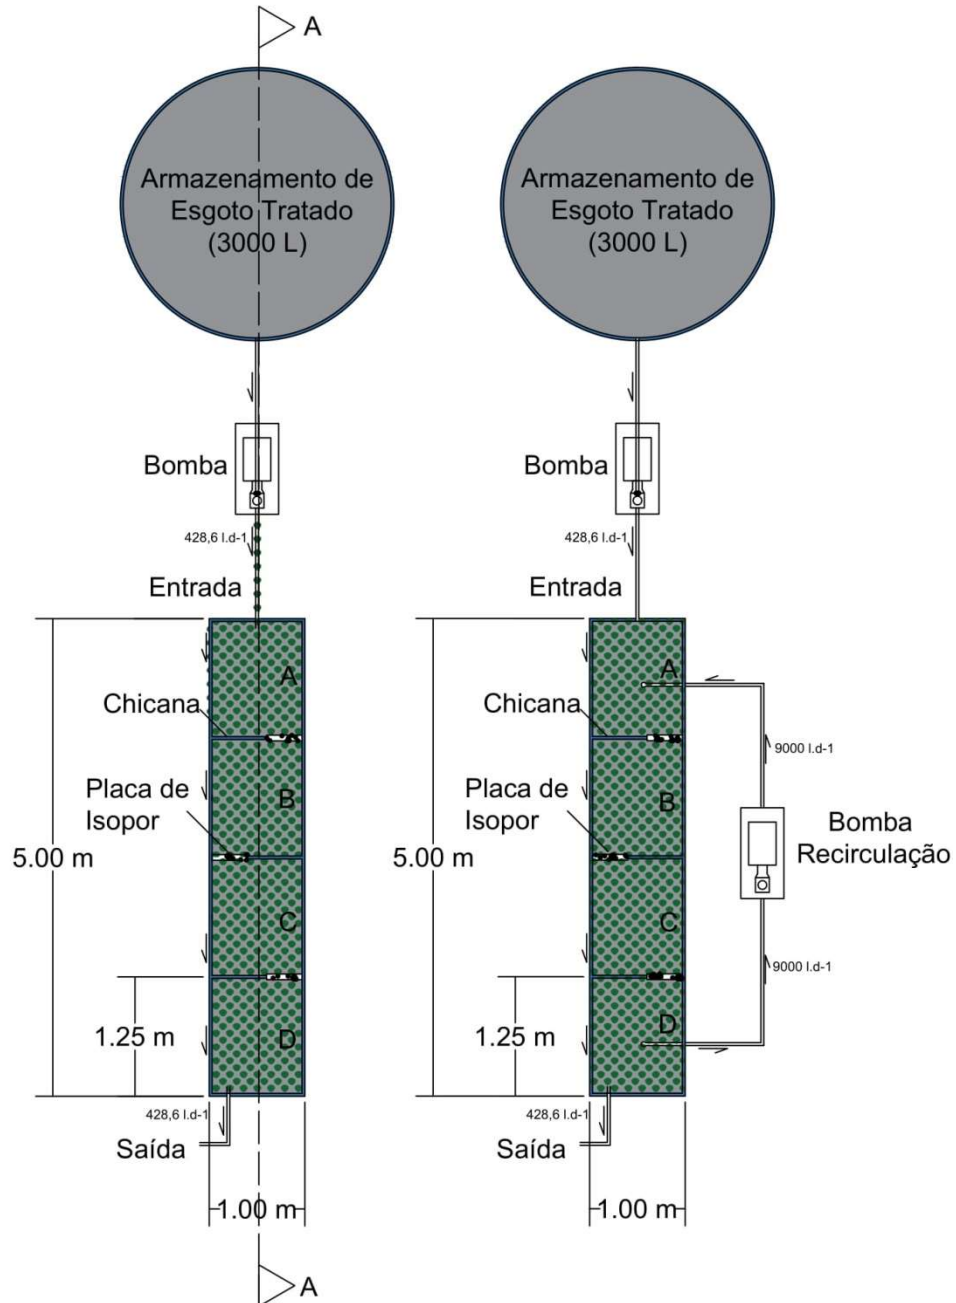 A
Armazenamento de
Esgoto Tratado
(3000 L)
Armazenamento de
Esgoto Tratado
(3000 L)
Bomba
Bomba
428,6 l.d-1
428,6 l.d-1
Entrada
Entrada
A
A
Chicana
Chicana
9000 l.d-1
Placa de
Isopor
B
Placa de
Isopor
B
Bomba
Recirculação
5.00 m
5.00 m
C
C
9000 l.d-1
1.25 m
D
1.25 m
D
428,6 l.d-1
428,6 l.d-1
Saída
Saída
1.00 m
1.00 m
A